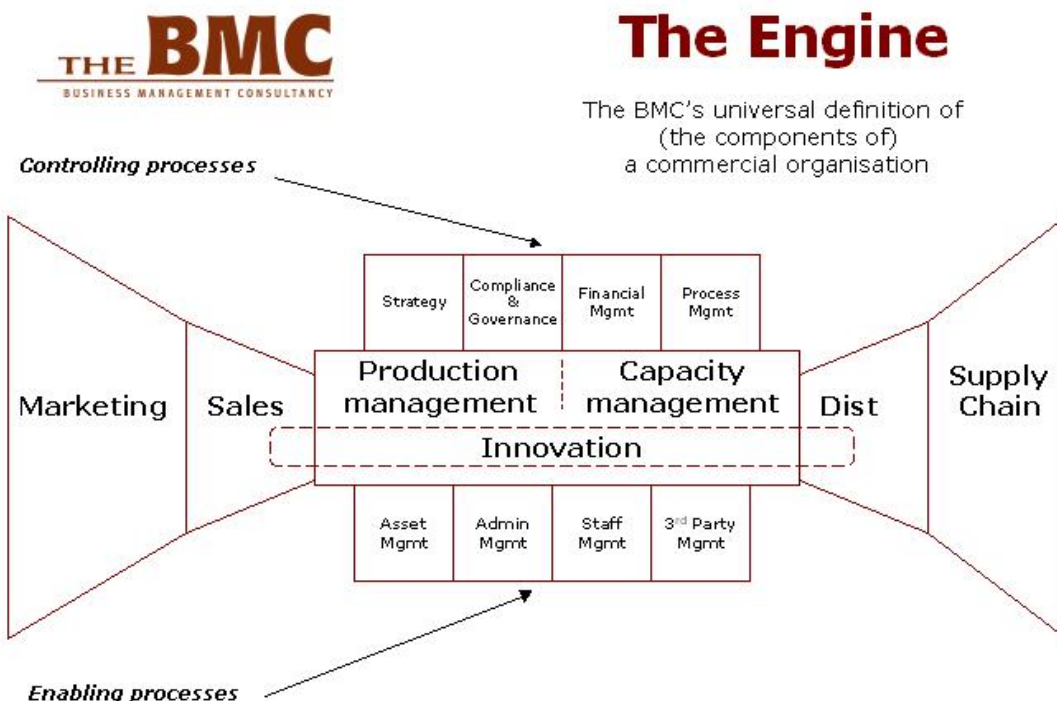 THE BMC
BUSINESS MANAGEMENT CONSULTANCY
The Engine
The BMC's universal definition of
(the components of)
a commercial organisation
Controlling processes
Strategy
Compliance
&
Governance
Financial
Mgmt
Process
Mgmt
Marketing
Sales
Production
management
Capacity
management
Innovation
Dist
Supply
Chain
Asset
Mgmt
Admin
Mgmt
Staff
Mgmt
3rd Party
Mgmt
Enabling processes